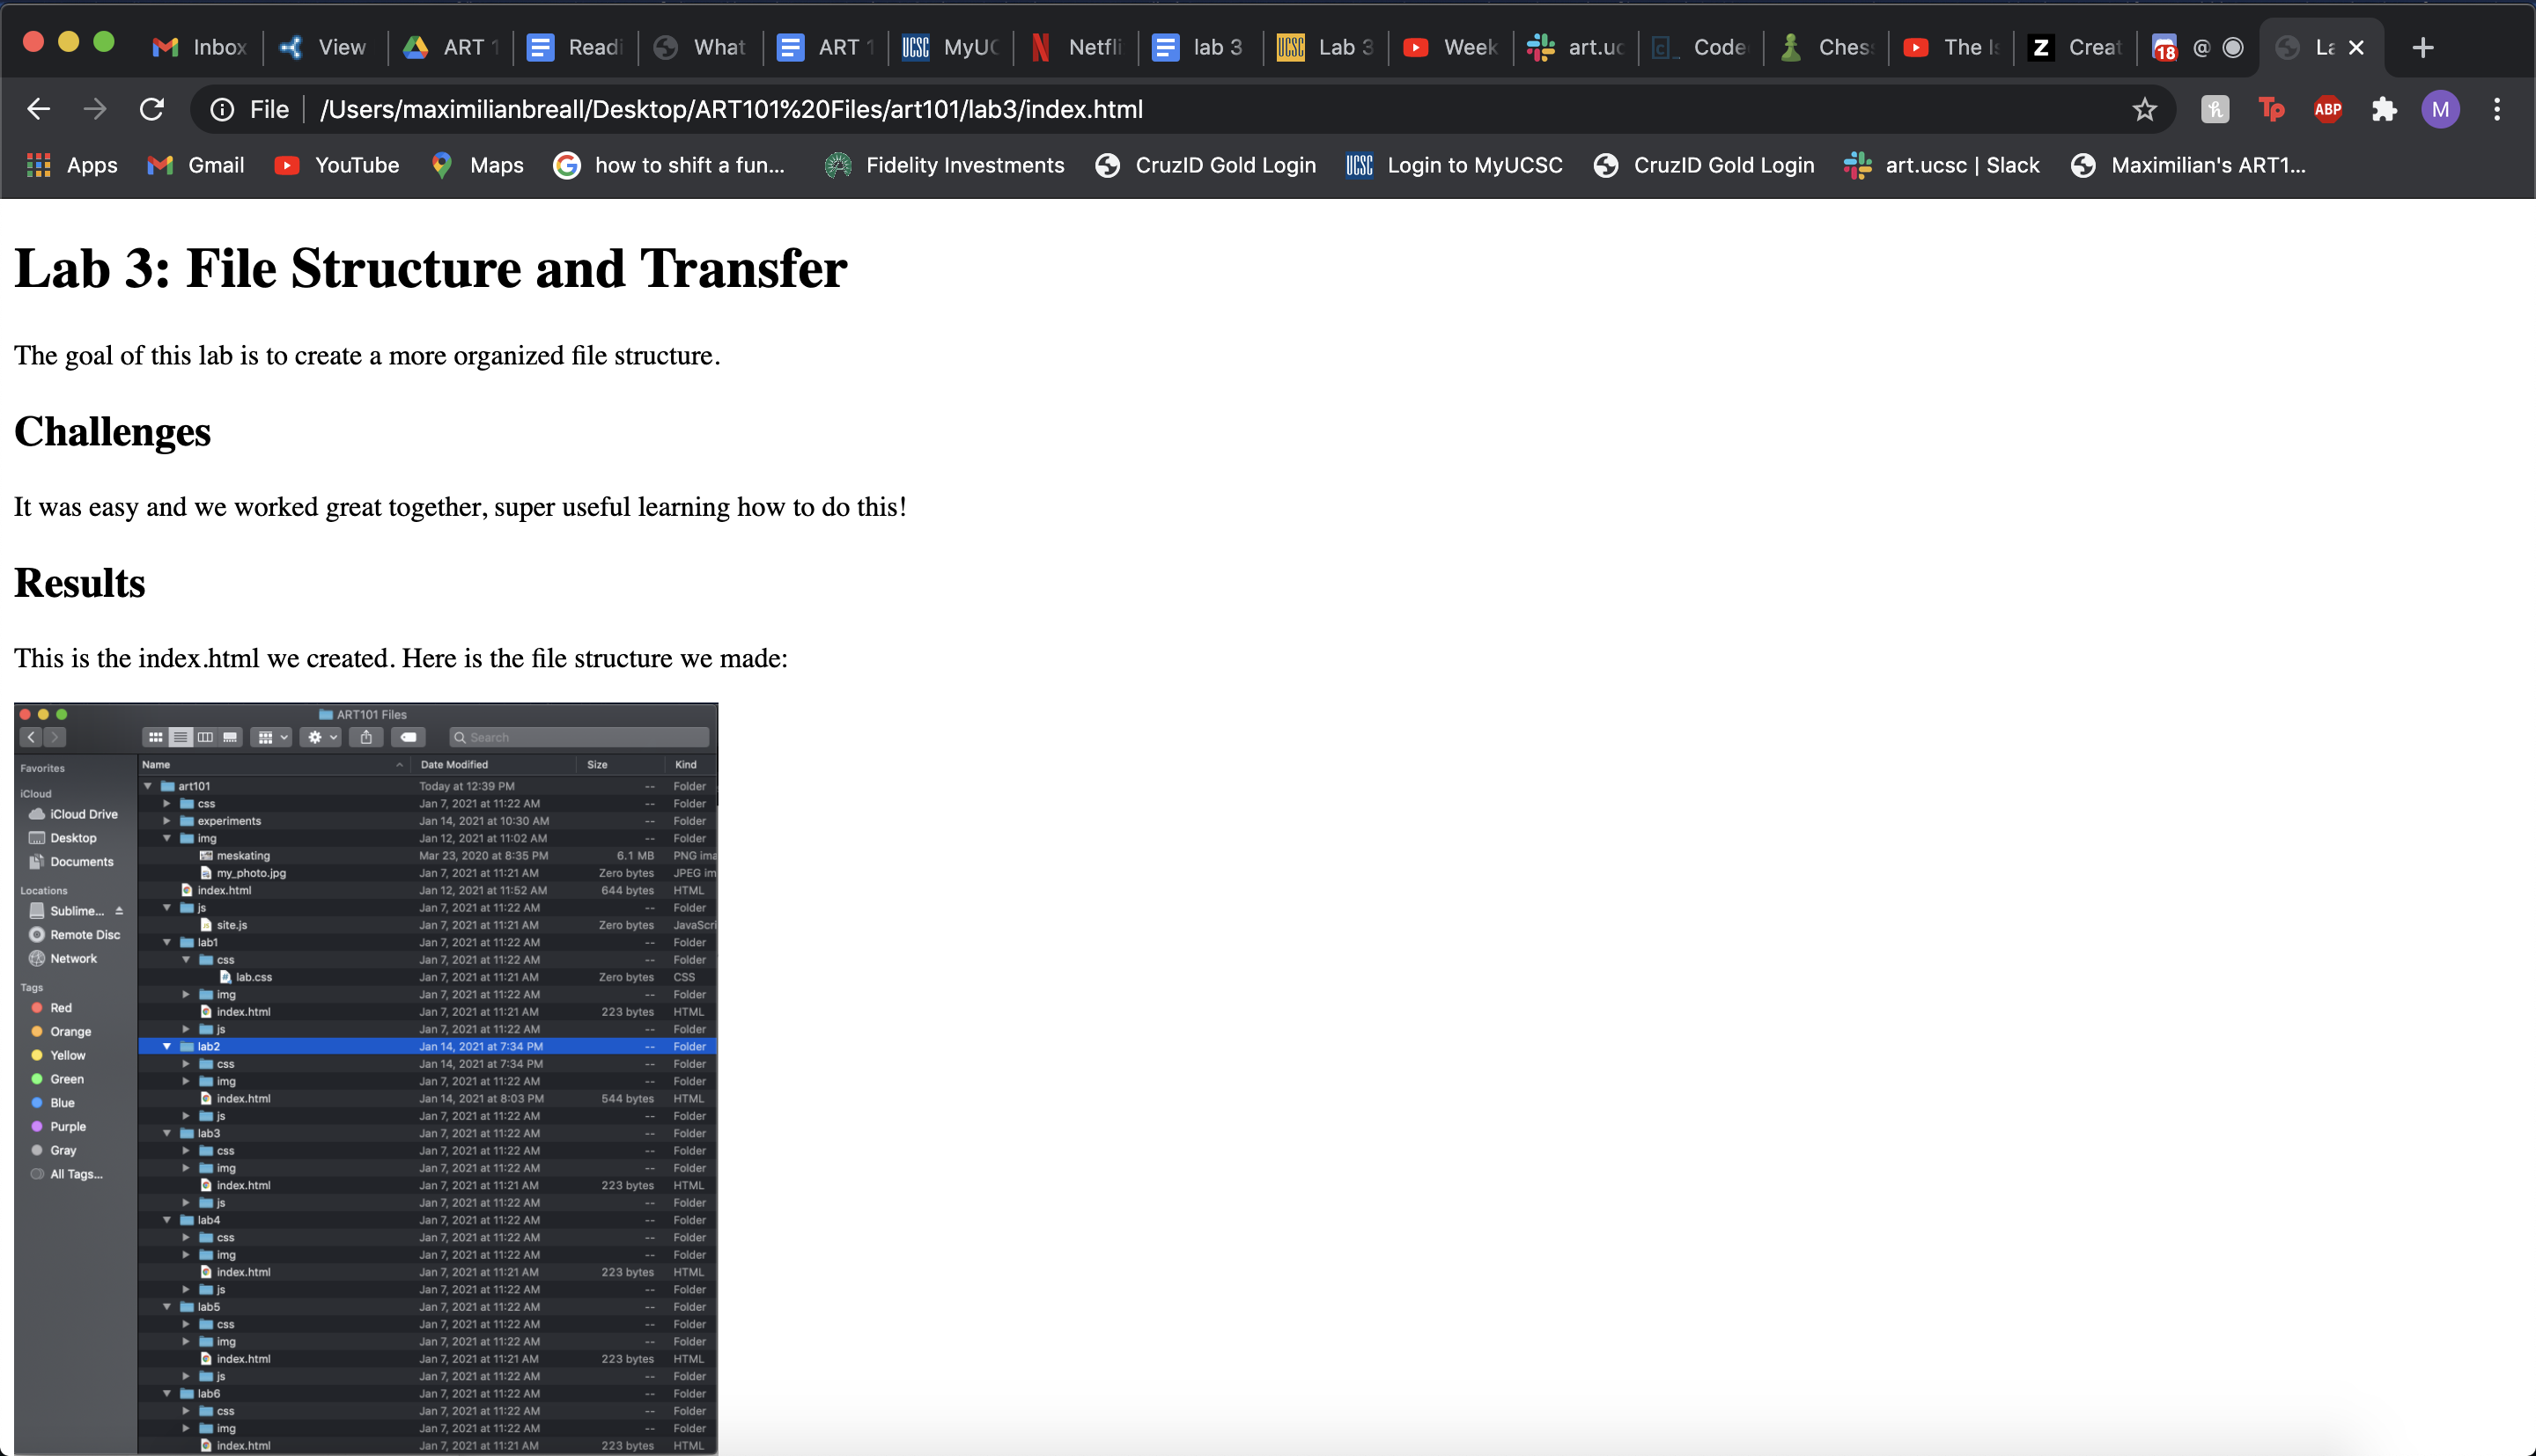 Inbox View ART 1 Readi What ART 1 UCSC MyUC Netfli lab 3 UCSC Lab 3 Week art.uc Code Chess The Is Z Creat 18 @ La
File /Users/maximilianbreall/Desktop/ART101%20Files/art101/lab3/index.html Tp ABP M
Apps Gmail YouTube Maps how to shift a fun... Fidelity Investments CruzID Gold Login UCSC Login to MyUCSC CruzID Gold Login art.ucsc | Slack Maximilian's ART1...
Lab 3: File Structure and Transfer
The goal of this lab is to create a more organized file structure.
Challenges
It was easy and we worked great together, super useful learning how to do this!
Results
This is the index.html we created. Here is the file structure we made:
ART101 Files
Search
Favorites
iCloud
iCloud Drive
Desktop
Documents
Locations
Sublime...
Remote Disc
Network
Tags
Red
Orange
Yellow
Green
Blue
Purple
Gray
All Tags...
Name Date Modified Size Kind
art101 Today at 12:39 PM -- Folder
css Jan 7, 2021 at 11:22 AM -- Folder
experiments Jan 14, 2021 at 10:30 AM -- Folder
img Jan 12, 2021 at 11:02 AM -- Folder
meskating Mar 23, 2020 at 8:35 PM 6.1 MB PNG ima
my_photo.jpg Jan 7, 2021 at 11:21 AM Zero bytes JPEG im
index.html Jan 12, 2021 at 11:52 AM 644 bytes HTML
js Jan 7, 2021 at 11:22 AM -- Folder
site.js Jan 7, 2021 at 11:21 AM Zero bytes JavaScri
lab1 Jan 7, 2021 at 11:22 AM -- Folder
css Jan 7, 2021 at 11:22 AM -- Folder
lab.css Jan 7, 2021 at 11:21 AM Zero bytes CSS
img Jan 7, 2021 at 11:22 AM -- Folder
index.html Jan 7, 2021 at 11:21 AM 223 bytes HTML
js Jan 7, 2021 at 11:22 AM -- Folder
lab2 Jan 14, 2021 at 7:34 PM -- Folder
css Jan 14, 2021 at 7:34 PM -- Folder
img Jan 7, 2021 at 11:22 AM -- Folder
index.html Jan 14, 2021 at 8:03 PM 544 bytes HTML
js Jan 7, 2021 at 11:22 AM -- Folder
lab3 Jan 7, 2021 at 11:22 AM -- Folder
css Jan 7, 2021 at 11:22 AM -- Folder
img Jan 7, 2021 at 11:22 AM -- Folder
index.html Jan 7, 2021 at 11:21 AM 223 bytes HTML
js Jan 7, 2021 at 11:22 AM -- Folder
lab4 Jan 7, 2021 at 11:22 AM -- Folder
css Jan 7, 2021 at 11:22 AM -- Folder
img Jan 7, 2021 at 11:22 AM -- Folder
index.html Jan 7, 2021 at 11:21 AM 223 bytes HTML
js Jan 7, 2021 at 11:22 AM -- Folder
lab5 Jan 7, 2021 at 11:22 AM -- Folder
css Jan 7, 2021 at 11:22 AM -- Folder
img Jan 7, 2021 at 11:22 AM -- Folder
index.html Jan 7, 2021 at 11:21 AM 223 bytes HTML
js Jan 7, 2021 at 11:22 AM -- Folder
lab6 Jan 7, 2021 at 11:22 AM -- Folder
css Jan 7, 2021 at 11:22 AM -- Folder
img Jan 7, 2021 at 11:22 AM -- Folder
index.html Jan 7, 2021 at 11:21 AM 223 bytes HTML